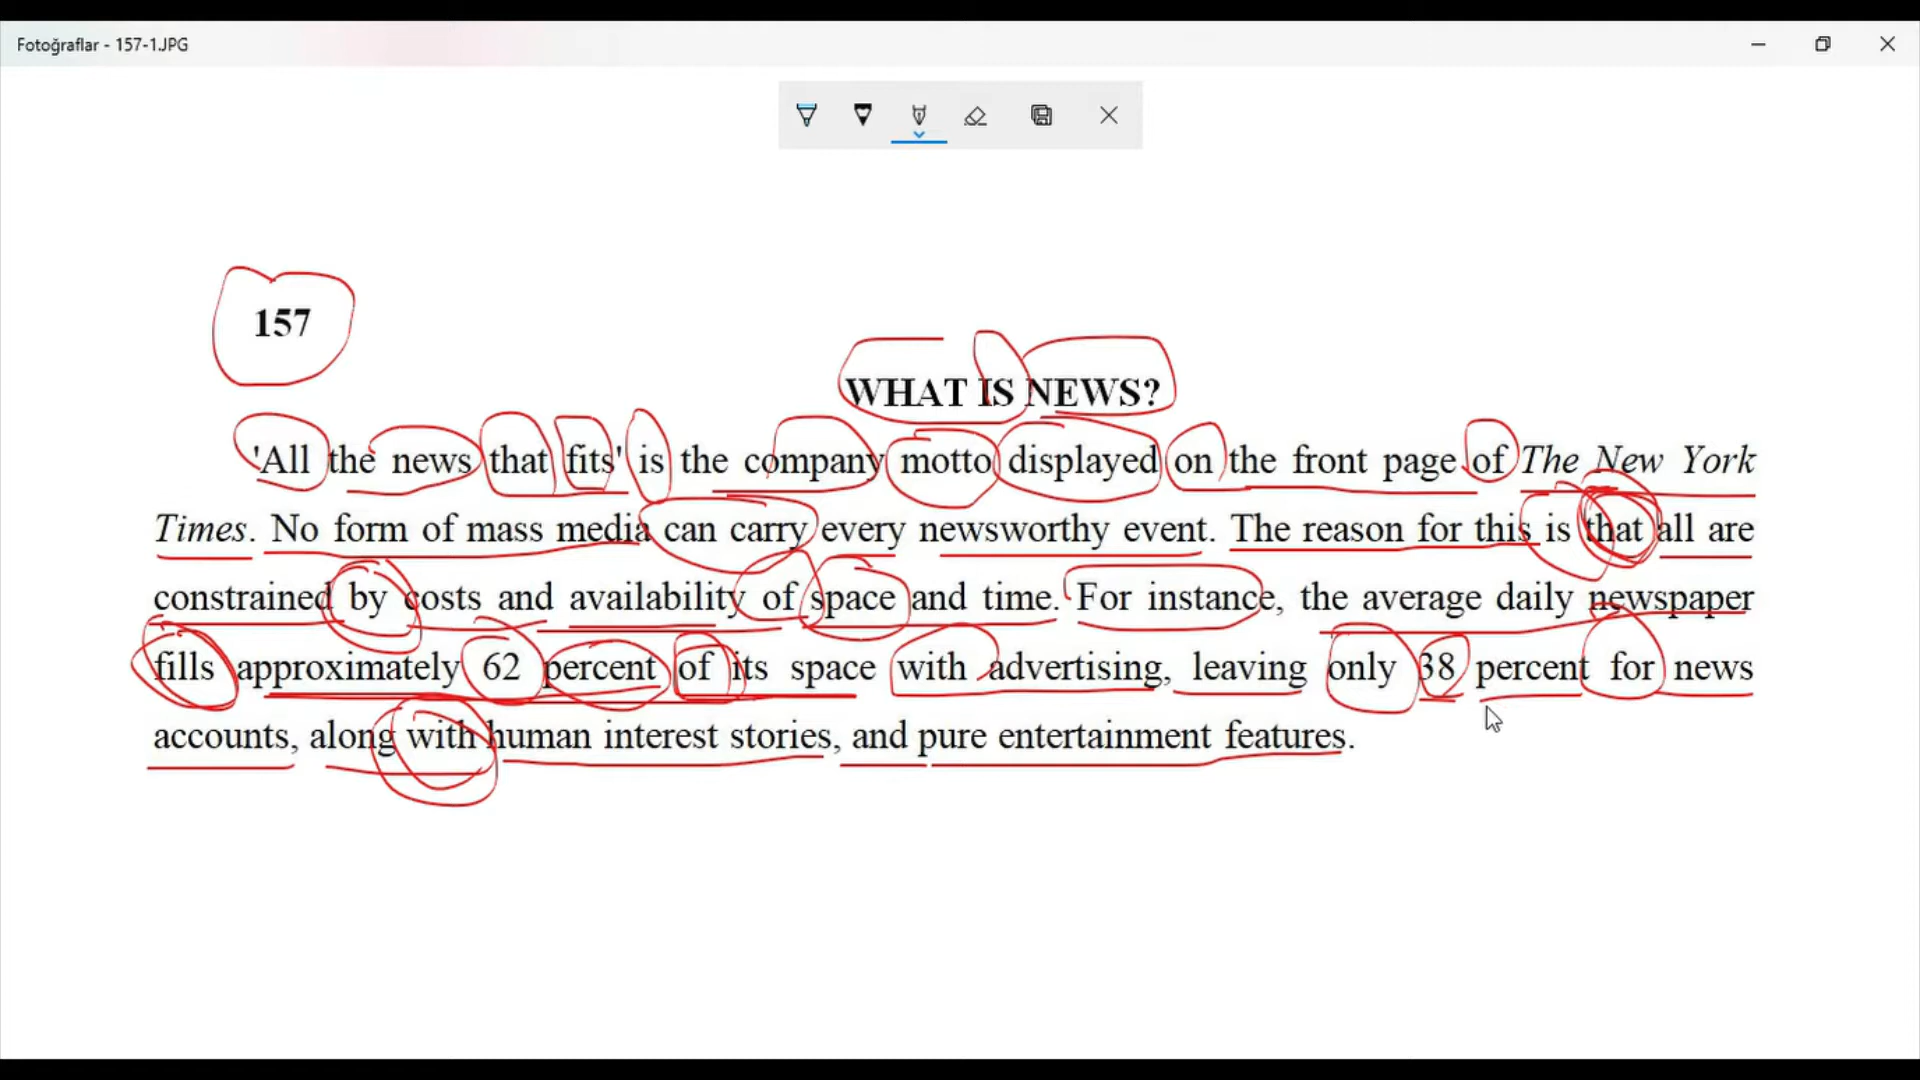 Fotoğraflar - 157-1.JPG
157
WHAT IS NEWS?
'All the news that fits' is the company motto displayed on the front page of The New York
Times. No form of mass media can carry every newsworthy event. The reason for this is that all are
constrained by costs and availability of space and time. For instance, the average daily newspaper
fills approximately 62 percent of its space with advertising, leaving only 38 percent for news
accounts, along with human interest stories, and pure entertainment features.